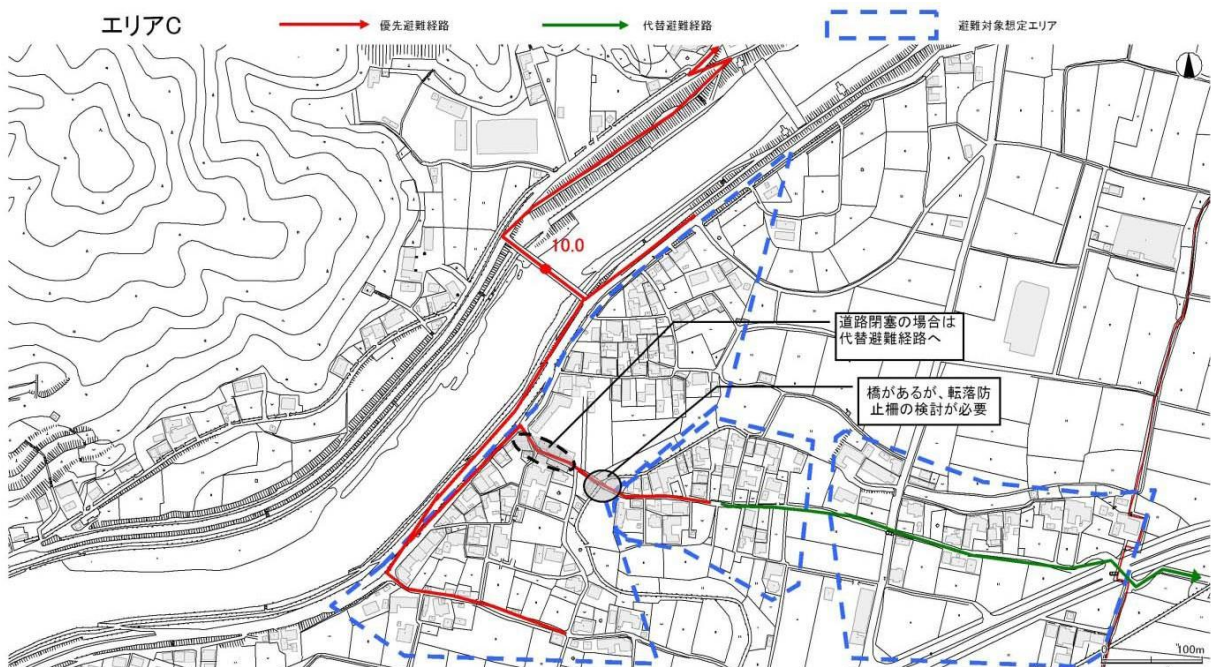 エリアC
優先避難経路
代替避難経路
避難対象想定エリア
10.0
道路閉塞の場合は
代替避難経路へ
橋があるが、転落防
止柵の検討が必要
0
100m